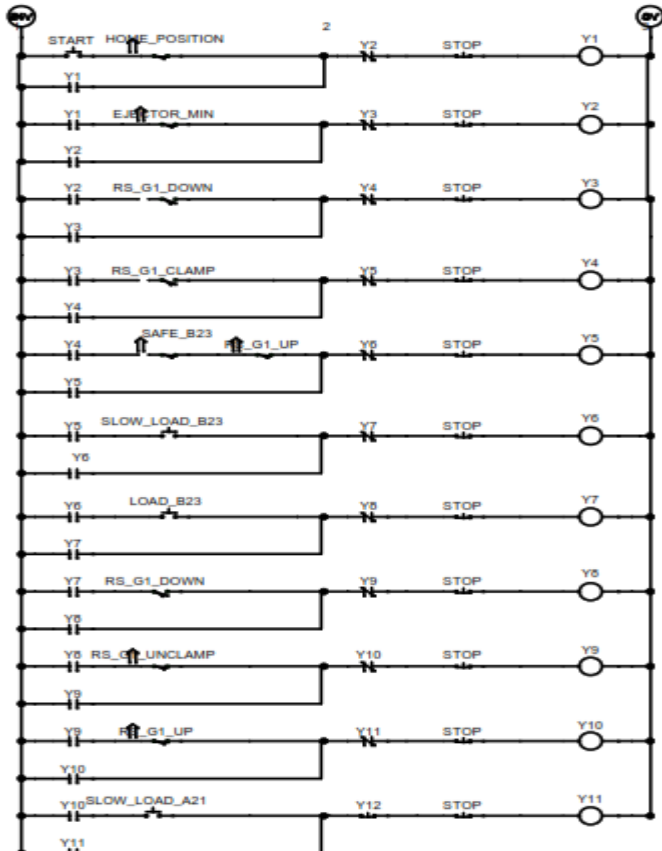 2
START HOME_POSITION Y2 STOP Y1
Y1
Y1 EJECTOR_MIN Y3 STOP Y2
Y2
Y2 RS_G1_DOWN Y4 STOP Y3
Y3
Y3 RS_G1_CLAMP Y5 STOP Y4
Y4
Y4 SAFE_B23 RS_G1_UP Y6 STOP Y5
Y5
Y5 SLOW_LOAD_B23 Y7 STOP Y6
Y6
Y6 LOAD_B23 Y8 STOP Y7
Y7
Y7 RS_G1_DOWN Y9 STOP Y8
Y8
Y8 RS_G1_UNCLAMP Y10 STOP Y9
Y9
Y9 RS_G1_UP Y11 STOP Y10
Y10
Y10 SLOW_LOAD_A21 Y12 STOP Y11
Y11